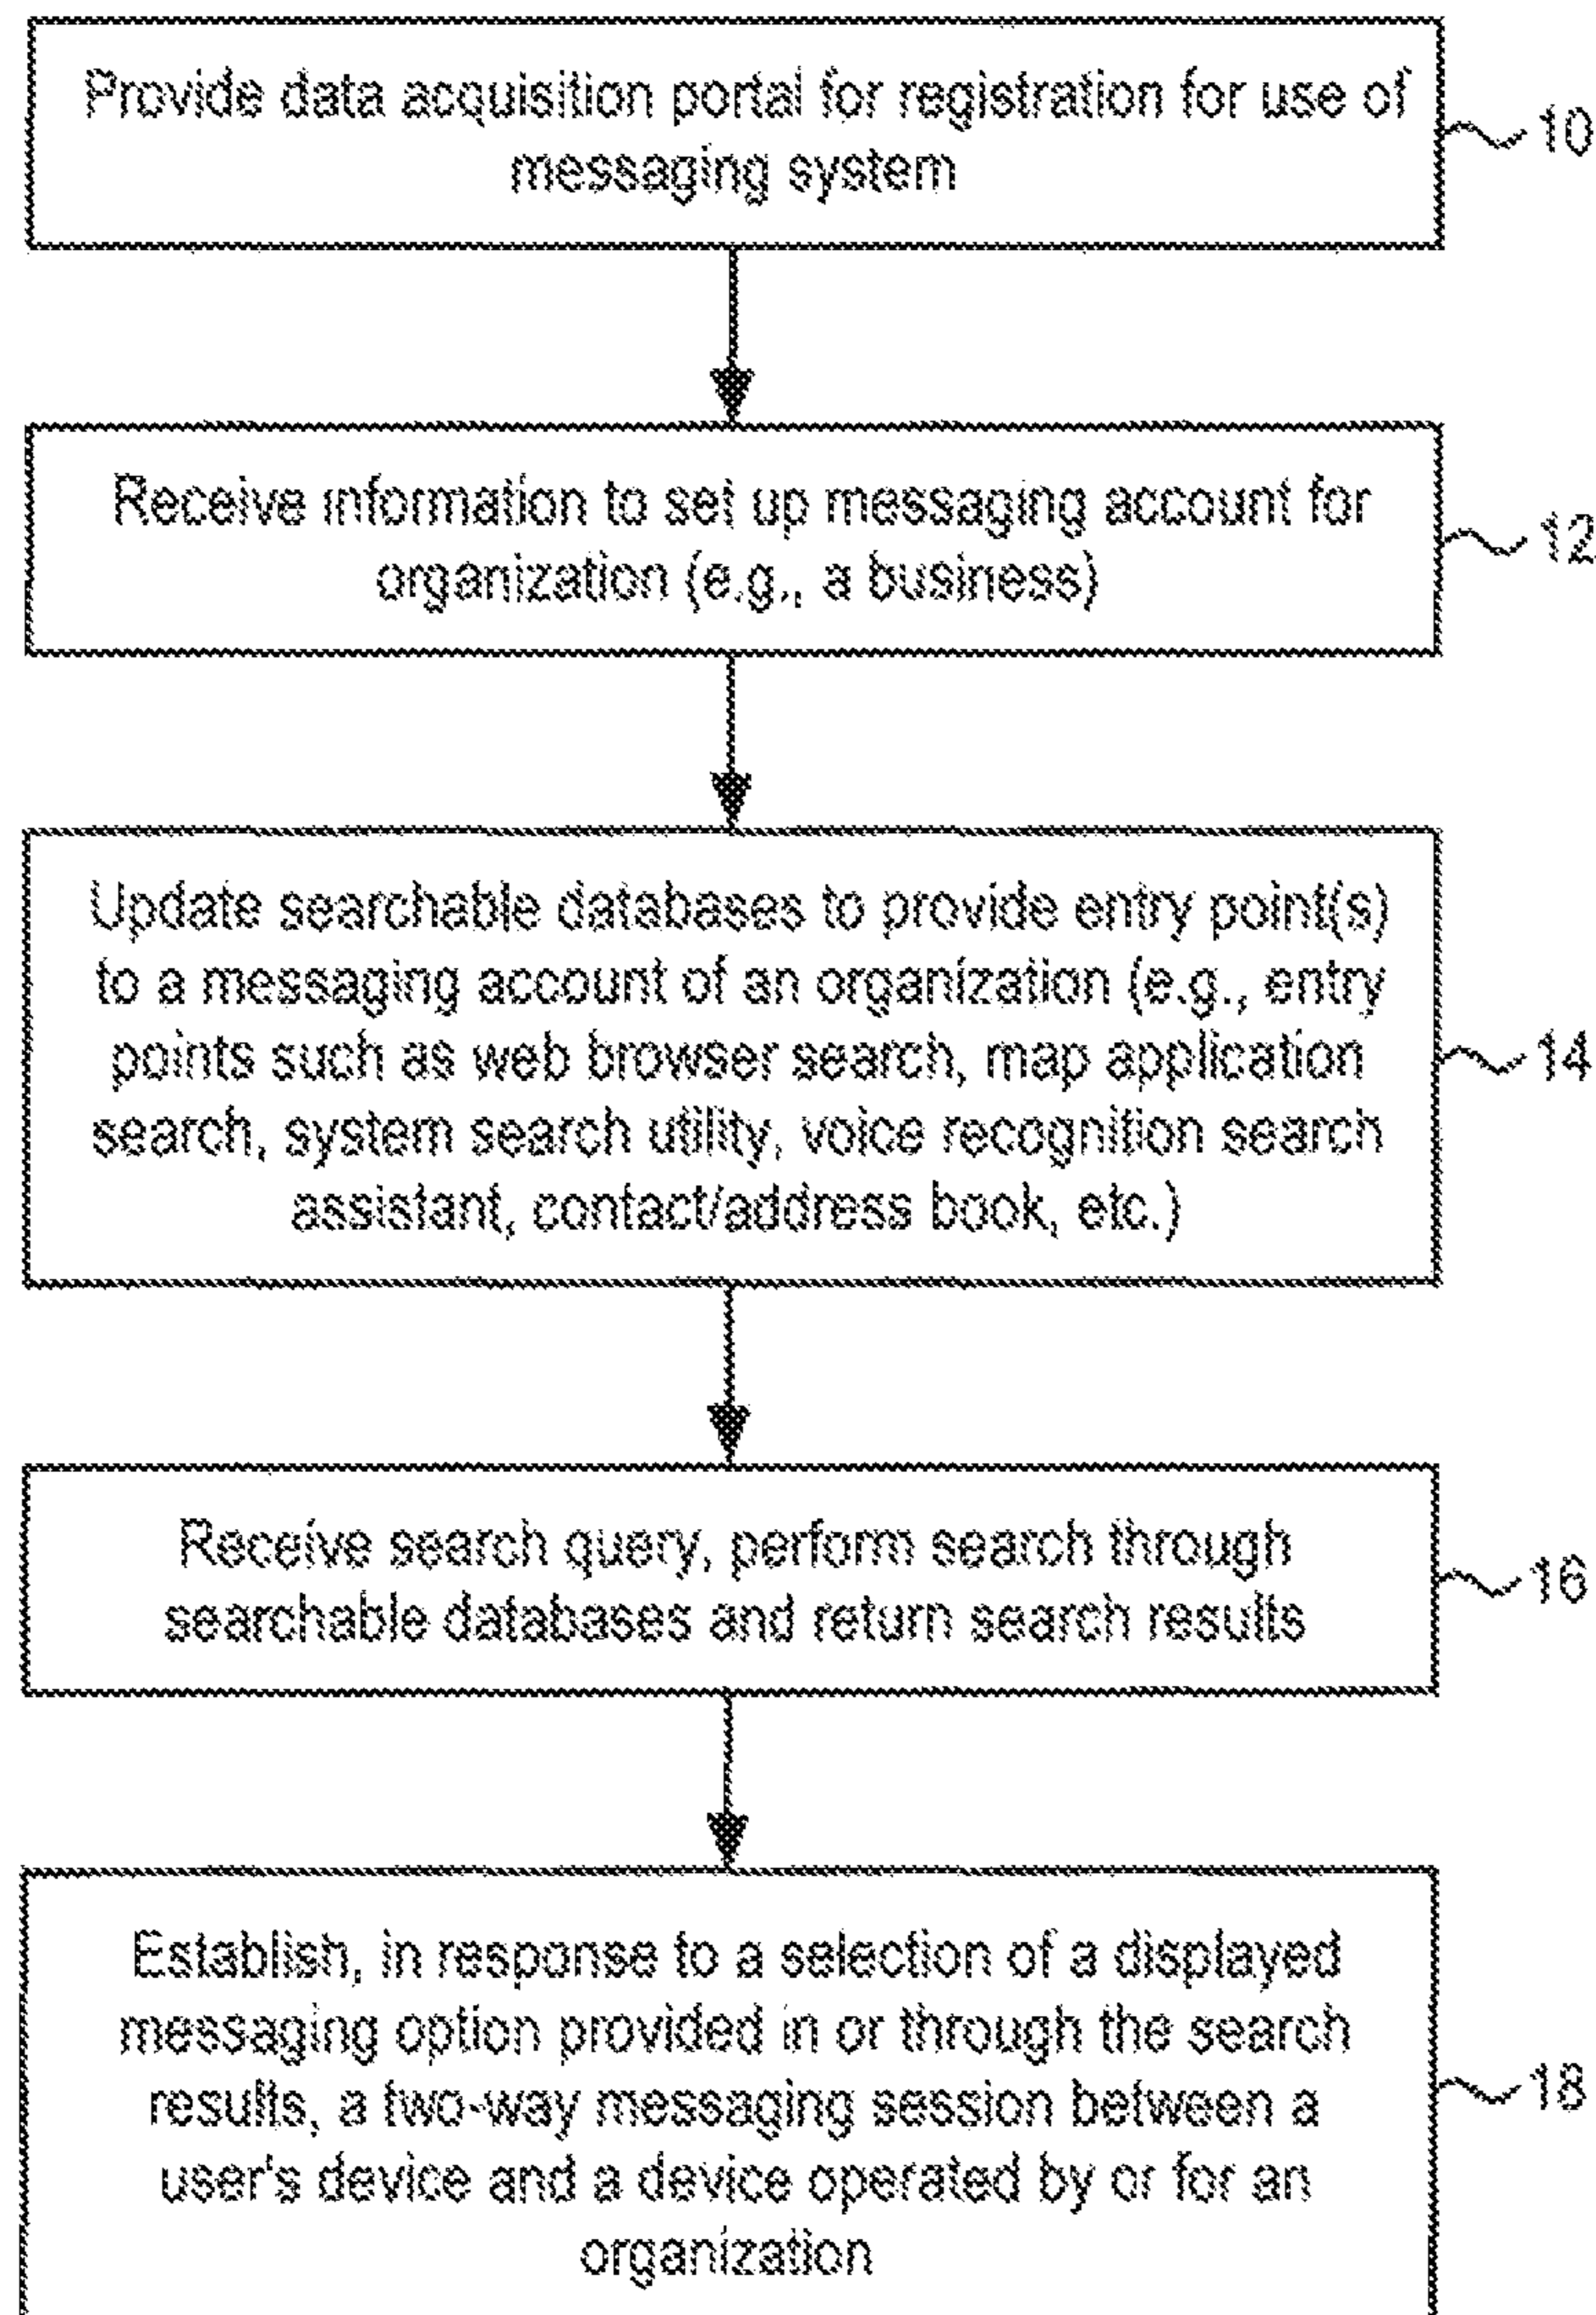 Provide data acquisition portal for registration for use of
messaging system
10
Receive information to set up messaging account for
organization (e.g., a business)
12
Update searchable databases to provide entry point(s)
to a messaging account of an organization (e.g., entry
points such as web browser search, map application
search, system search utility, voice recognition search
assistant, contact/address book, etc.)
14
Receive search query, perform search through
searchable databases and return search results
16
Establish, in response to a selection of a displayed
messaging option provided in or through the search
results, a two-way messaging session between a
user's device and a device operated by or for an
organization
18